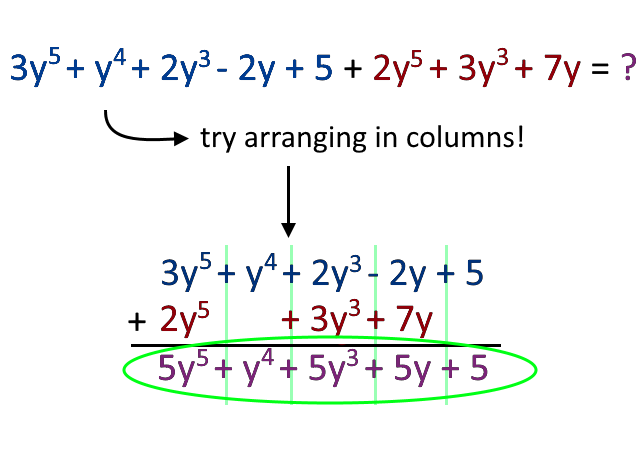 3y⁵ + y⁴ + 2y³ - 2y + 5 + 2y⁵ + 3y³ + 7y = ?
try arranging in columns!
3y⁵ + y⁴ + 2y³ - 2y + 5
+ 2y⁵ + 3y³ + 7y
5y⁵ + y⁴ + 5y³ + 5y + 5